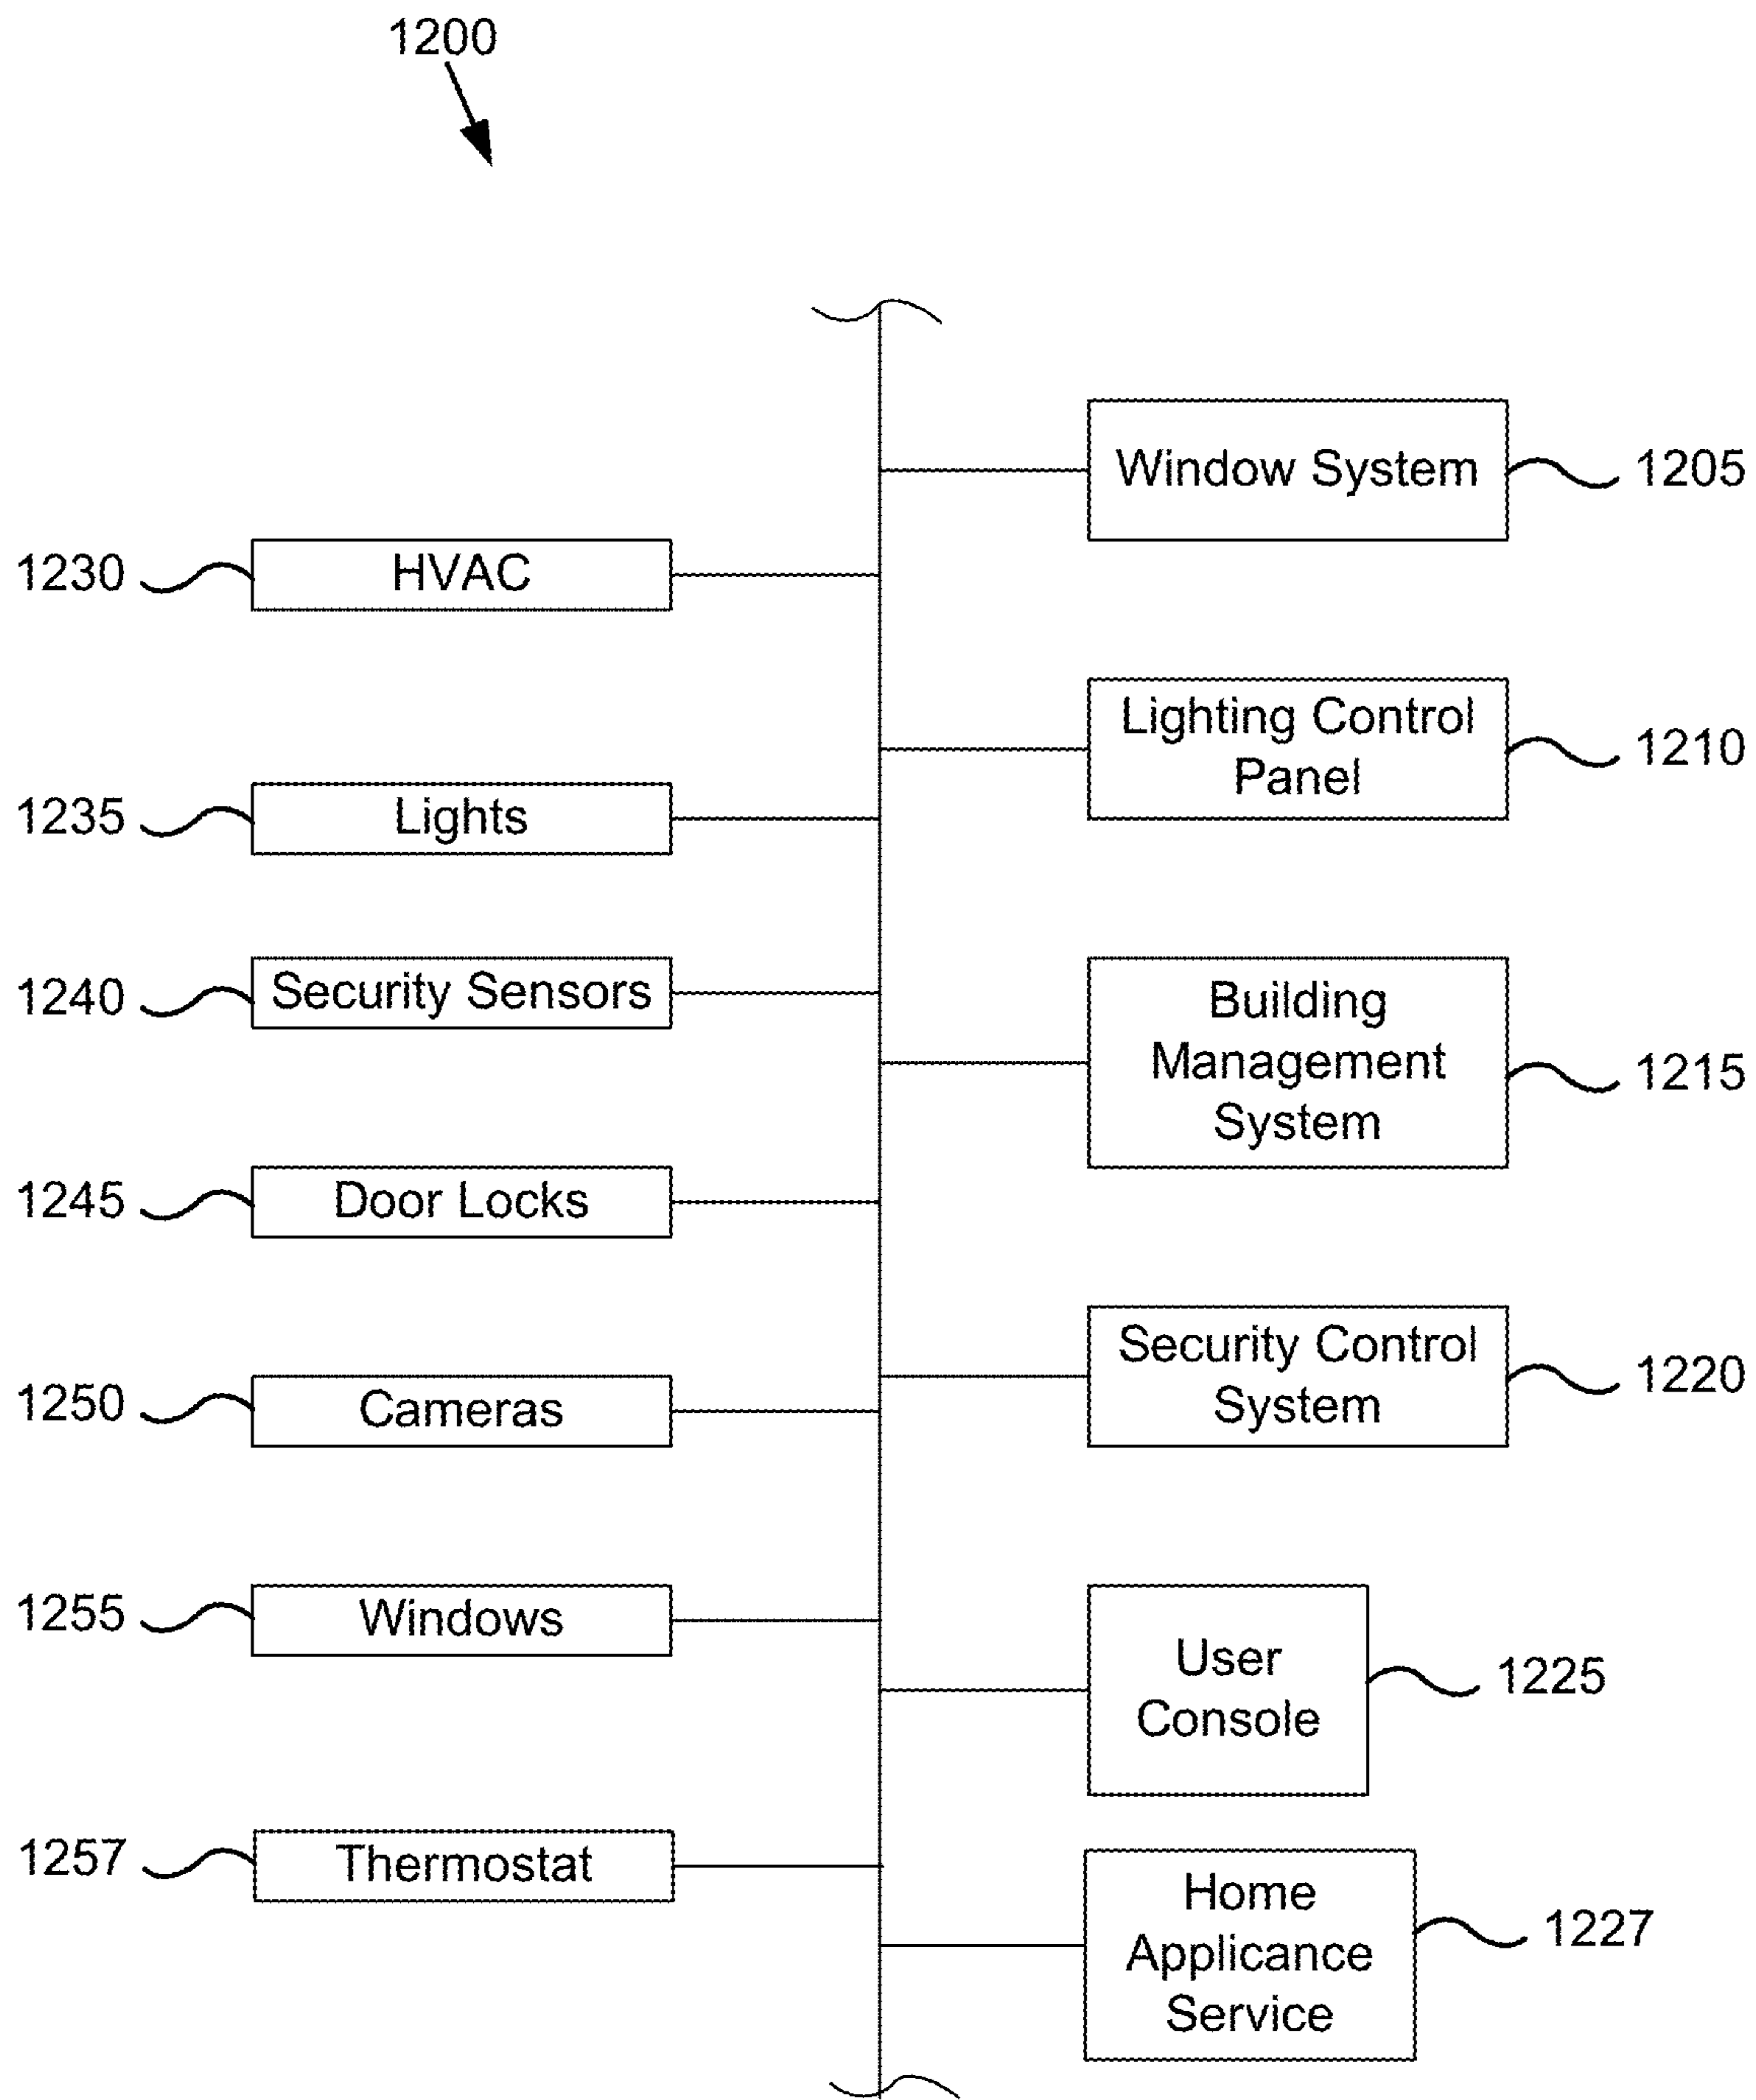 1200
Window System
1205
1230
HVAC
Lighting Control
Panel
1210
1235
Lights
1240
Security Sensors
Building
Management
System
1215
1245
Door Locks
Security Control
System
1220
1250
Cameras
1255
Windows
User
Console
1225
1257
Thermostat
Home
Applicance
Service
1227